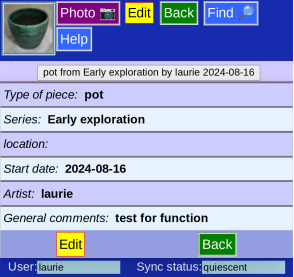 Photo 📷 Edit Back Find 🔎
Help
pot from Early exploration by laurie 2024-08-16
Type of piece: pot
Series: Early exploration
location:
Start date: 2024-08-16
Artist: laurie
General comments: test for function
Edit Back
User: laurie Sync status: quiescent